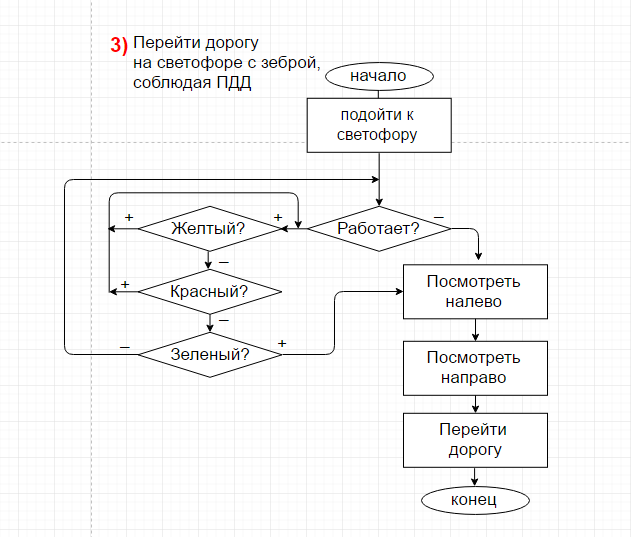 3) Перейти дорогу
на светофоре с зеброй,
соблюдая ПДД
начало
подойти к
светофору
Желтый?
+
+
Работает?
–
–
Красный?
+
–
Зеленый?
–
+
Посмотреть
налево
Посмотреть
направо
Перейти
дорогу
конец